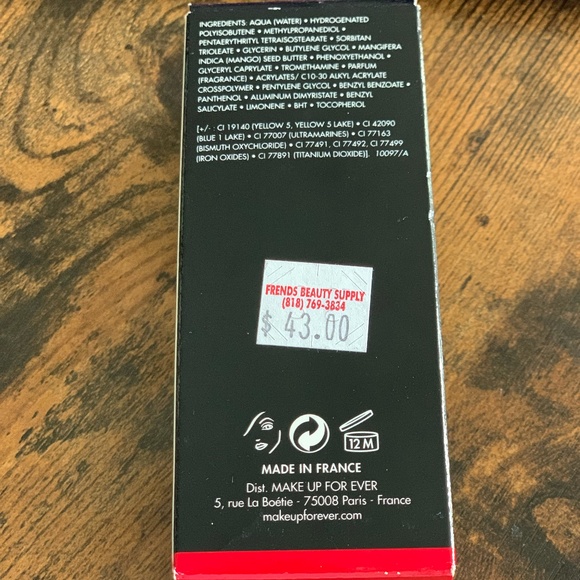 INGREDIENTS: AQUA (WATER) • HYDROGENATED
POLYISOBUTENE • METHYLPROPANEDIOL •
PENTAERYTHRITYL TETRAISOSTEARATE • SORBITAN
TRIOLEATE • GLYCERIN • BUTYLENE GLYCOL • MANGIFERA
INDICA (MANGO) SEED BUTTER • PHENOXYETHANOL •
GLYCERYL CAPRYLATE • TROMETHAMINE • PARFUM
(FRAGRANCE) • ACRYLATES/ C10-30 ALKYL ACRYLATE
CROSSPOLYMER • PENTYLENE GLYCOL • BENZYL BENZOATE •
PANTHENOL • ALUMINUM DIMYRISTATE • BENZYL
SALICYLATE • LIMONENE • BHT • TOCOPHEROL
[+/- : CI 19140 (YELLOW 5, YELLOW 5 LAKE) • CI 42090
(BLUE 1 LAKE) • CI 77007 (ULTRAMARINES) • CI 77163
(BISMUTH OXYCHLORIDE) • CI 77491, CI 77492, CI 77499
(IRON OXIDES) • CI 77891 (TITANIUM DIOXIDE)]. 10097/A
FRENDS BEAUTY SUPPLY
(818) 769-3834
$ 43.00
12 M
MADE IN FRANCE
Dist. MAKE UP FOR EVER
5, rue La Boétie - 75008 Paris - France
makeupforever.com